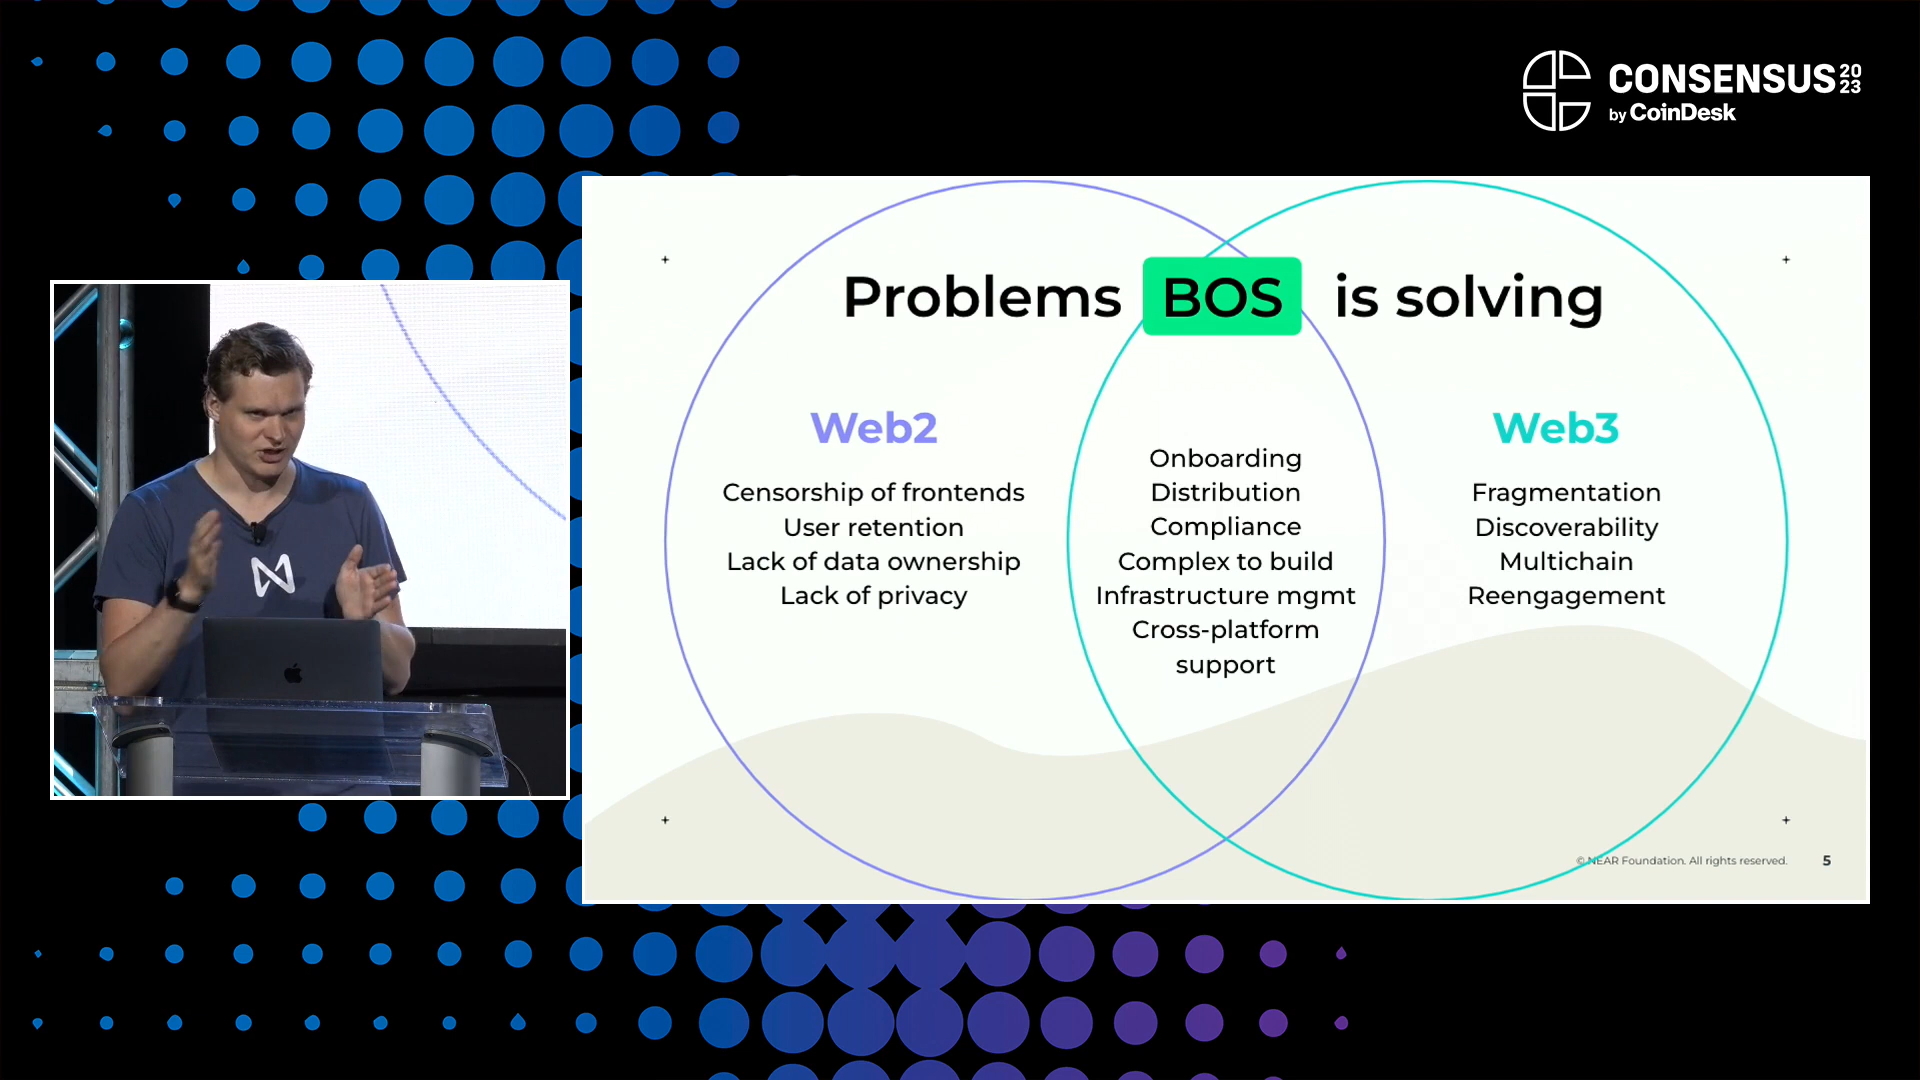 CONSENSUS 20 23
by CoinDesk
Problems BOS is solving
Web2
Censorship of frontends
User retention
Lack of data ownership
Lack of privacy
Onboarding
Distribution
Compliance
Complex to build
Infrastructure mgmt
Cross-platform
support
Web3
Fragmentation
Discoverability
Multichain
Reengagement
© NEAR Foundation. All rights reserved. 5